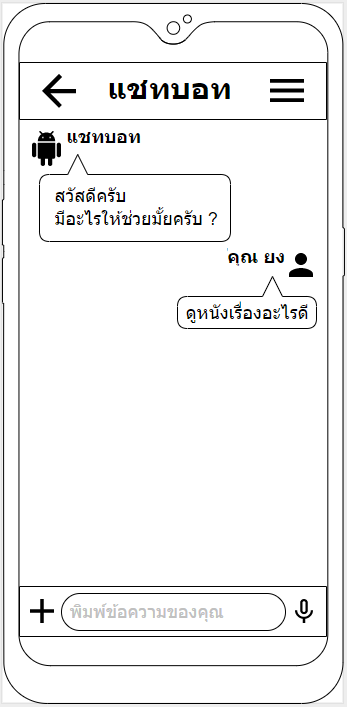 แชทบอท
แชทบอท
สวัสดีครับ
มีอะไรให้ช่วยมั้ยครับ ?
คุณ ยง
ดูหนังเรื่องอะไรดี
พิมพ์ข้อความของคุณ